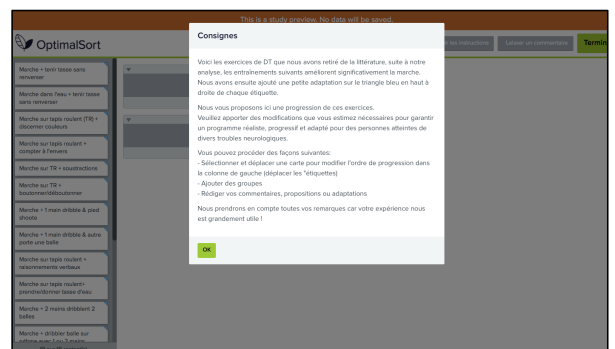 This is a study preview. No data will be saved.
OptimalSort
Laisser un commentaire
Termin
Consignes
Voici les exercices de DT que nous avons retiré de la littérature, suite à notre
analyse, les entraînements suivants améliorent significativement la marche.
Nous avons ensuite ajouté une petite adaptation sur le triangle bleu en haut à
droite de chaque étiquette.
Nous vous proposons ici une progression de ces exercices.
Veuillez apporter des modifications que vous estimez nécessaires pour garantir
un programme réaliste, progressif et adapté pour des personnes atteintes de
divers troubles neurologiques.
Vous pouvez procéder des façons suivantes:
- Sélectionner et déplacer une carte pour modifier l'ordre de progression dans
la colonne de gauche (déplacer les "étiquettes)
- Ajouter des groupes
- Rédiger vos commentaires, propositions ou adaptations
Nous prendrons en compte toutes vos remarques car votre expérience nous
est grandement utile !
OK
Marche + tenir tasse sans
renverser
Marche dans l'eau + tenir tasse
sans renverser
Marche sur tapis roulant (TR) +
discerner couleurs
Marche sur tapis roulant +
compter à l'envers
Marche sur TR + soustractions
Marche sur TR +
boutonner/déboutonner
Marche + 1 main dribble & pied
shoote
Marche + 1 main dribble & autre
porte une balle
Marche sur tapis roulant +
raisonnements verbaux
Marche sur tapis roulant+
prendre/donner tasse d'eau
Marche + 2 mains dribblent 2
balles
Marche + dribler balle sur